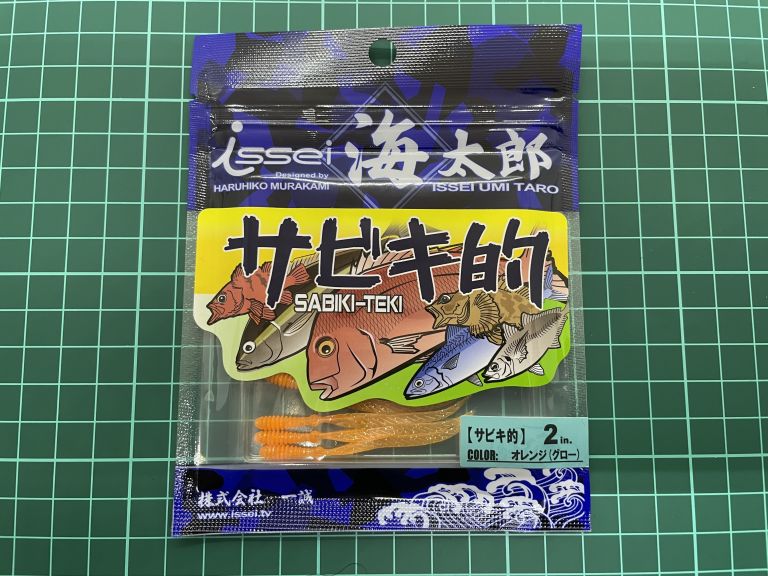 issei 海太郎
Designed by
HARUHIKO MURAKAMI
ISSEI UMI TARO
サビキ的
SABIKI-TEKI
【サビキ的】 2in.
COLOR: オレンジ(グロー)
株式会社 一誠
www.issei.tv